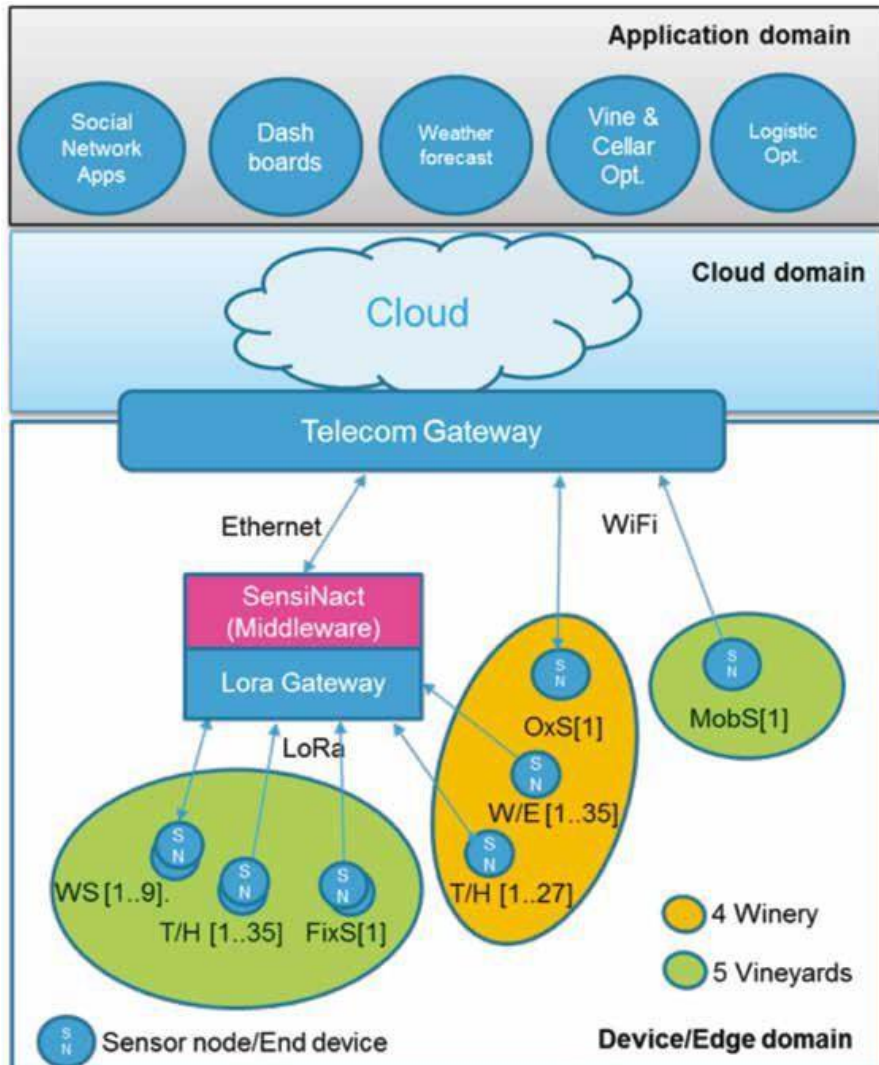 Application domain
Social
Network
Apps
Dash
boards
Weather
forecast
Vine &
Cellar
Opt.
Logistic
Opt.
Cloud domain
Cloud
Telecom Gateway
Ethernet
WiFi
SensiNact
(Middleware)
Lora Gateway
LoRa
S
N
OxS[1]
S
N
MobS[1]
S
N
W/E [1..35]
S
N
T/H [1..27]
S
N
WS [1..9].
S
N
T/H [1..35]
S
N
FixS[1]
4 Winery
5 Vineyards
S
N
Sensor node/End device
Device/Edge domain